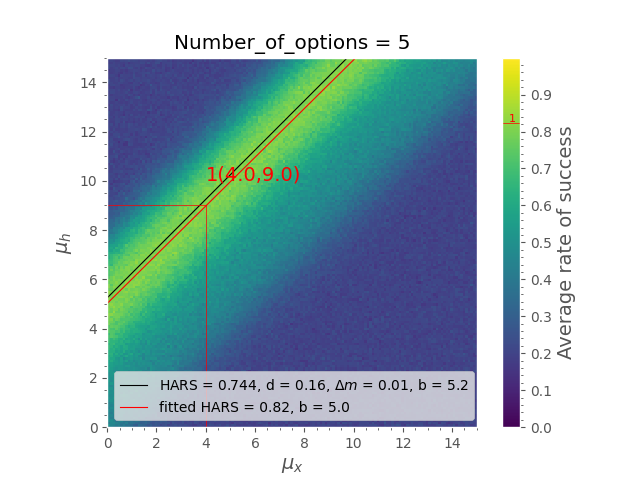 Number_of_options = 5
14
12
10
8
6
4
2
0
μ_h
1(4.0,9.0)
HARS = 0.744, d = 0.16, Δm = 0.01, b = 5.2
fitted HARS = 0.82, b = 5.0
0 2 4 6 8 10 12 14
μ_x
1
0.9
0.8
0.7
0.6
0.5
0.4
0.3
0.2
0.1
0.0
Average rate of success